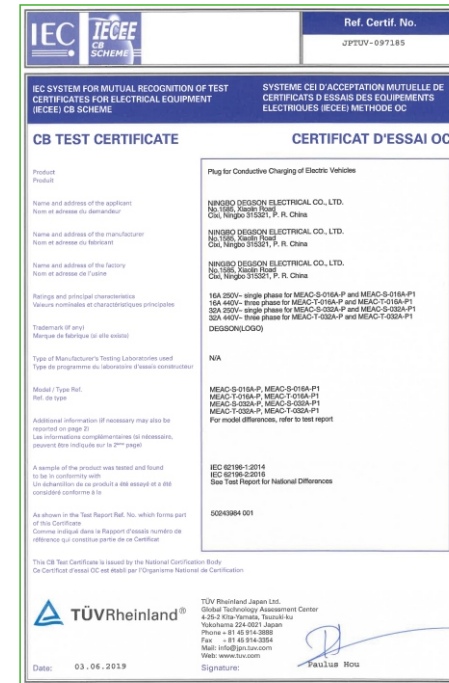 IEC
IECEE
CB
SCHEME
Ref. Certif. No.
JPTUV-097185
IEC SYSTEM FOR MUTUAL RECOGNITION OF TEST
CERTIFICATES FOR ELECTRICAL EQUIPMENT
(IECEE) CB SCHEME
SYSTEME CEI D'ACCEPTATION MUTUELLE DE
CERTIFICATS D ESSAIS DES EQUIPEMENTS
ELECTRIQUES (IECEE) METHODE OC
CB TEST CERTIFICATE
CERTIFICAT D'ESSAI OC
Product
Produit
Plug for Conductive Charging of Electric Vehicles
Name and address of the applicant
Nom et adresse du demandeur
NINGBO DEGSON ELECTRICAL CO., LTD.
No.1585, Xiaolin Road
Cixi, Ningbo 315321, P. R. China
Name and address of the manufacturer
Nom et adresse du fabricant
NINGBO DEGSON ELECTRICAL CO., LTD.
No.1585, Xiaolin Road
Cixi, Ningbo 315321, P. R. China
Name and address of the factory
Nom et adresse de l'usine
NINGBO DEGSON ELECTRICAL CO., LTD.
No.1585, Xiaolin Road
Cixi, Ningbo 315321, P. R. China
Ratings and principal characteristics
Valeurs nominales et caractéristiques principales
16A 250V~ single phase for MEAC-S-016A-P and MEAC-S-016A-P1
16A 440V~ three phase for MEAC-T-016A-P and MEAC-T-016A-P1
32A 250V~ single phase for MEAC-S-032A-P and MEAC-S-032A-P1
32A 440V~ three phase for MEAC-T-032A-P and MEAC-T-032A-P1
Trademark (if any)
Marque de fabrique (si elle existe)
DEGSON(LOGO)
Type of Manufacturer's Testing Laboratories used
Type de programme du laboratoire d'essais constructeur
N/A
Model / Type Ref.
Ref. de type
MEAC-S-016A-P, MEAC-S-016A-P1
MEAC-T-016A-P, MEAC-T-016A-P1
MEAC-S-032A-P, MEAC-S-032A-P1
MEAC-T-032A-P, MEAC-T-032A-P1
Additional information (if necessary may also be
reported on page 2)
Les informations complémentaires (si nécessaire,
peuvent être indiqués sur la 2ème page)
For model differences, refer to test report
A sample of the product was tested and found
to be in conformity with
Un échantillon de ce produit a été essayé et a été
considéré conforme à la
IEC 62196-1:2014
IEC 62196-2:2016
See Test Report for National Differences
As shown in the Test Report Ref. No. which forms part
of this Certificate
Comme indiqué dans le Rapport d'essais numéro de
référence qui constitue partie de ce Certificat
50243984 001
This CB Test Certificate is issued by the National Certification Body
Ce Certificat d'essai OC est établi par l'Organisme National de Certification
TÜVRheinland®
TÜV Rheinland Japan Ltd.
Global Technology Assessment Center
4-25-2 Kita-Yamata, Tsuzuki-ku
Yokohama 224-0021 Japan
Phone + 81 45 914-3888
Fax + 81 45 914-3354
Mail: info@jpn.tuv.com
Web: www.tuv.com
Date: 03.06.2019
Signature: Paulus Hou